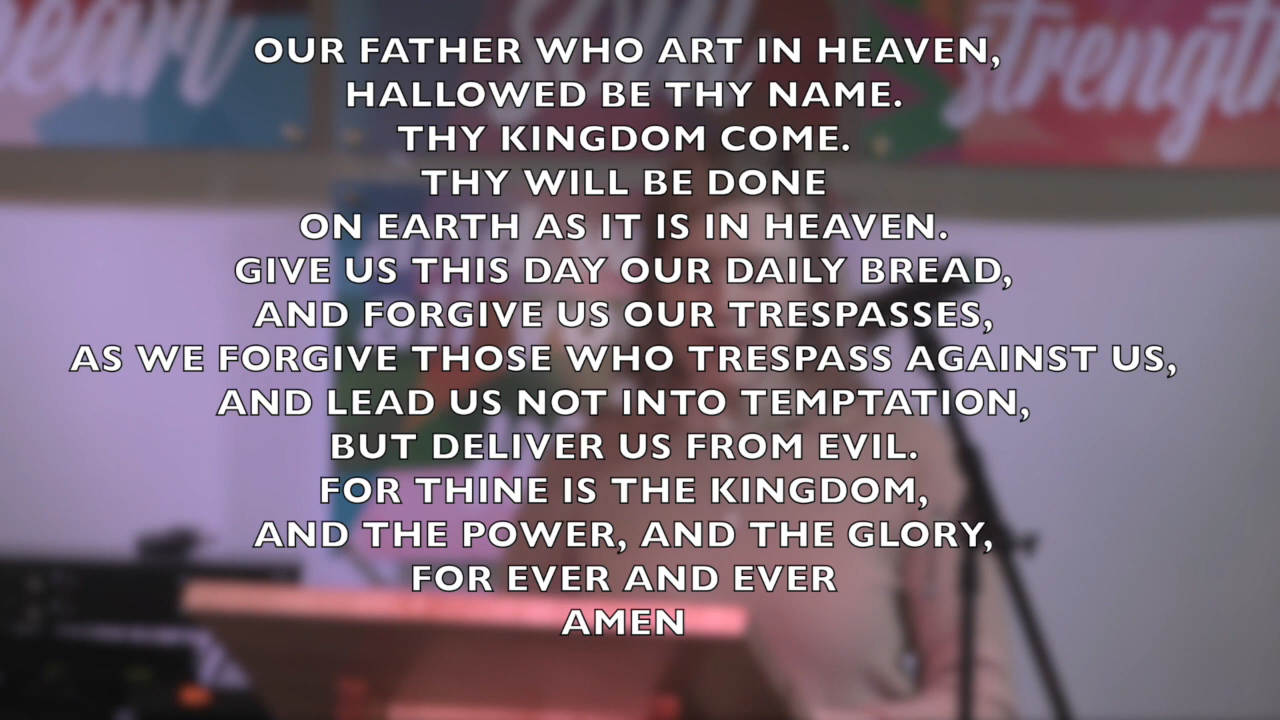 heart soul strength
OUR FATHER WHO ART IN HEAVEN,
HALLOWED BE THY NAME.
THY KINGDOM COME.
THY WILL BE DONE
ON EARTH AS IT IS IN HEAVEN.
GIVE US THIS DAY OUR DAILY BREAD,
AND FORGIVE US OUR TRESPASSES,
AS WE FORGIVE THOSE WHO TRESPASS AGAINST US,
AND LEAD US NOT INTO TEMPTATION,
BUT DELIVER US FROM EVIL.
FOR THINE IS THE KINGDOM,
AND THE POWER, AND THE GLORY,
FOR EVER AND EVER
AMEN